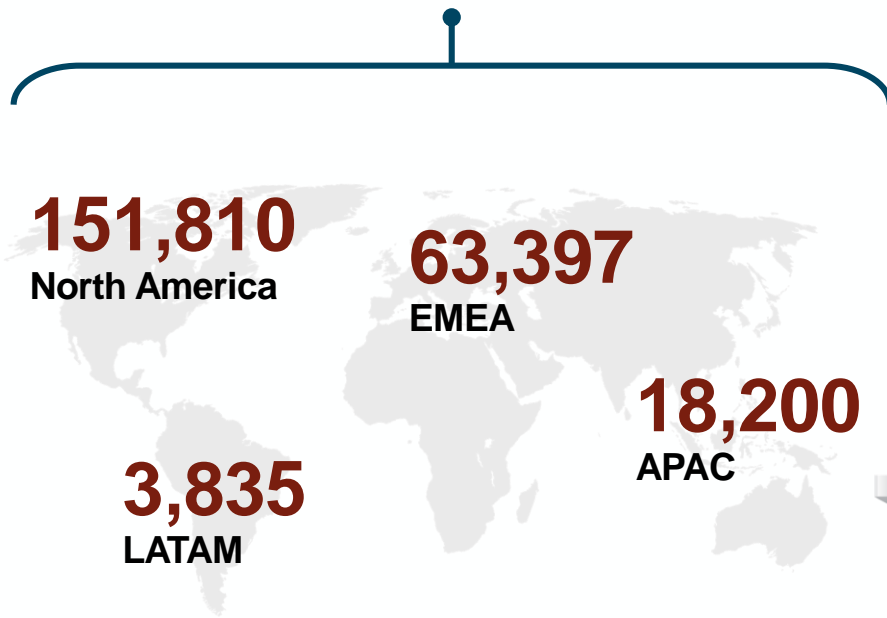 151,810
North America
63,397
EMEA
18,200
APAC
3,835
LATAM